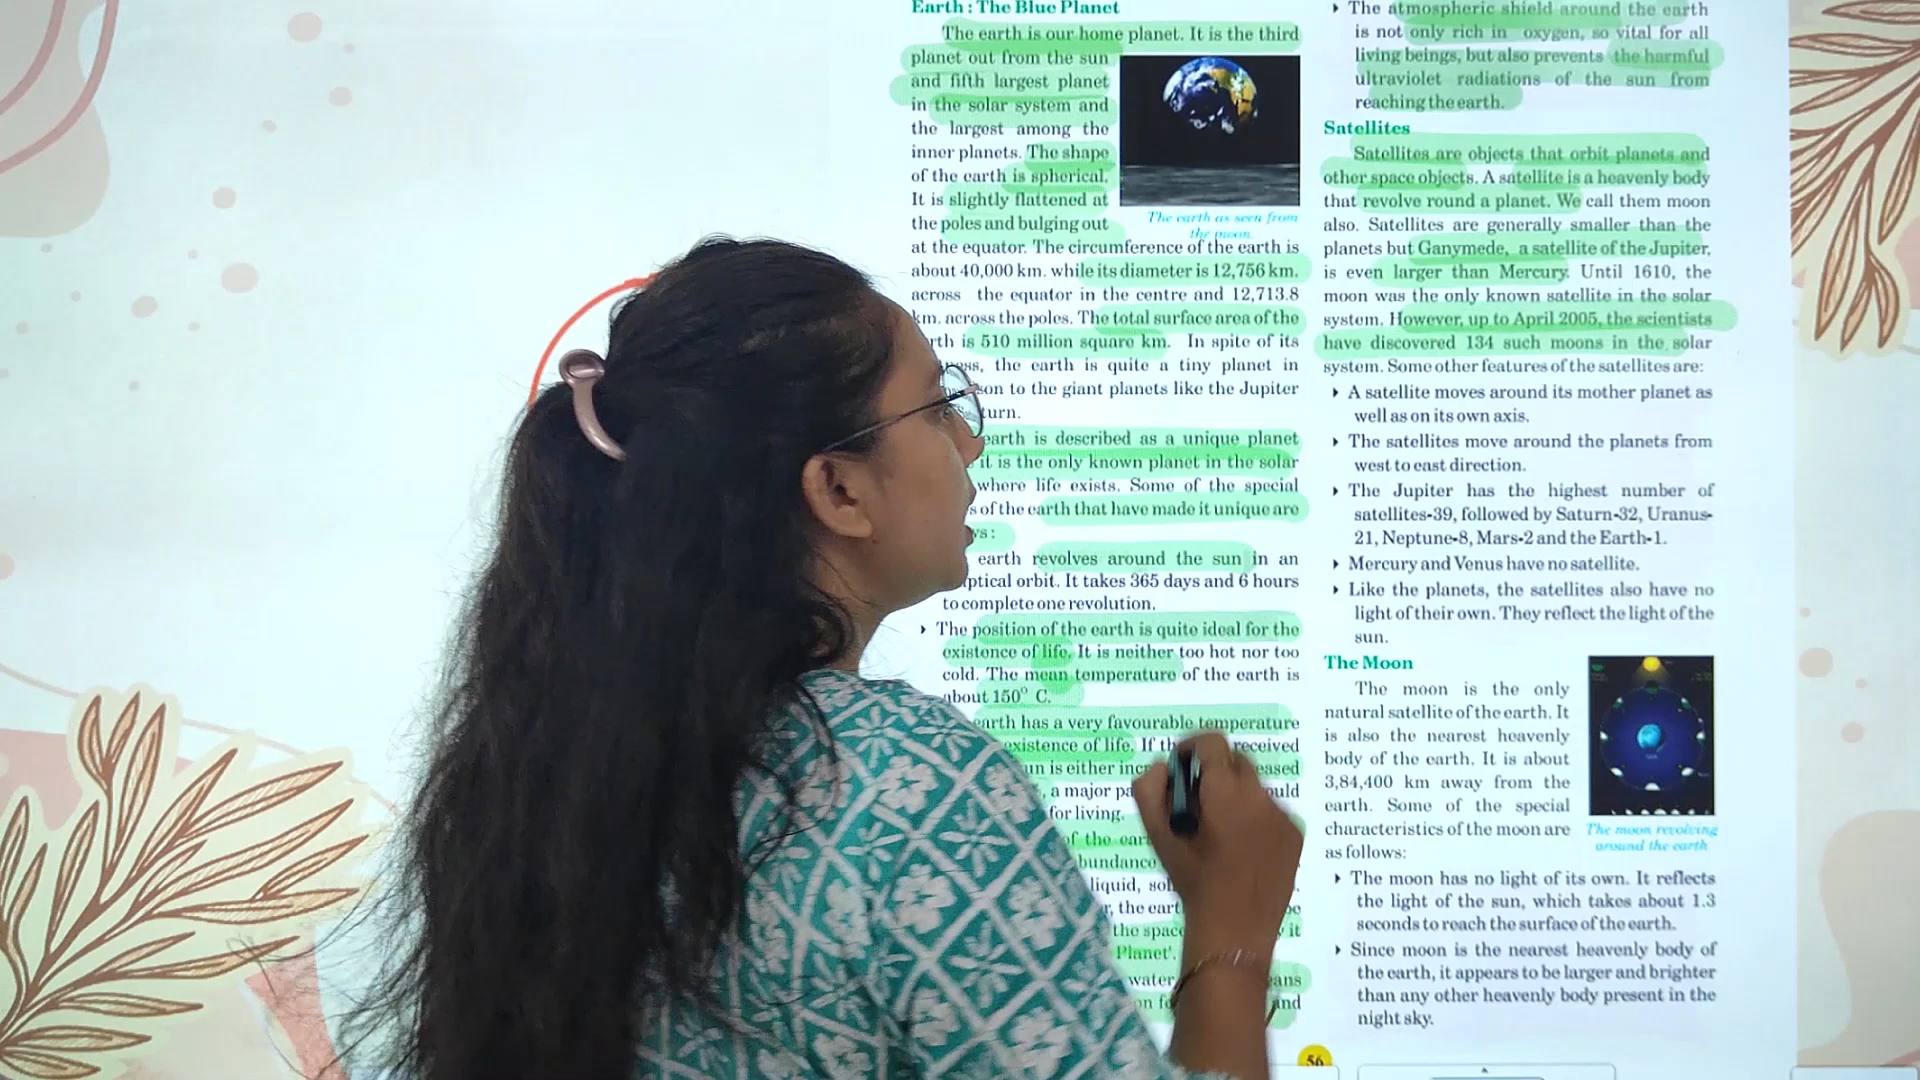 Earth : The Blue Planet
The earth is our home planet. It is the third
planet out from the sun
and fifth largest planet
in the solar system and
the largest among the
inner planets. The shape
of the earth is spherical.
It is slightly flattened at
the poles and bulging out
The earth as seen from
the moon.
at the equator. The circumference of the earth is
about 40,000 km. while its diameter is 12,756 km.
across the equator in the centre and 12,713.8
km. across the poles. The total surface area of the
is 510 million square km. In spite of its
the earth is quite a tiny planet in
to the giant planets like the Jupiter
earth is described as a unique planet
it is the only known planet in the solar
where life exists. Some of the special
of the earth that have made it unique are
earth revolves around the sun in an
orbit. It takes 365 days and 6 hours
to complete one revolution.
The position of the earth is quite ideal for the
existence of life. It is neither too hot nor too
cold. The mean temperature of the earth is
about 150° C.
earth has a very favourable temperature
existence of life. If received
is either
a major
for living.
of the
liquid,
the
the
Planet'.
water
and
56
The atmospheric shield around the earth
is not only rich in oxygen, so vital for all
living beings, but also prevents the harmful
ultraviolet radiations of the sun from
reaching the earth.
Satellites
Satellites are objects that orbit planets and
other space objects. A satellite is a heavenly body
that revolve round a planet. We call them moon
also. Satellites are generally smaller than the
planets but Ganymede, a satellite of the Jupiter,
is even larger than Mercury. Until 1610, the
moon was the only known satellite in the solar
system. However, up to April 2005, the scientists
have discovered 134 such moons in the solar
system. Some other features of the satellites are:
A satellite moves around its mother planet as
well as on its own axis.
The satellites move around the planets from
west to east direction.
The Jupiter has the highest number of
satellites-39, followed by Saturn-32, Uranus-
21, Neptune-8, Mars-2 and the Earth-1.
Mercury and Venus have no satellite.
Like the planets, the satellites also have no
light of their own. They reflect the light of the
sun.
The Moon
The moon is the only
natural satellite of the earth. It
is also the nearest heavenly
body of the earth. It is about
3,84,400 km away from the
earth. Some of the special
characteristics of the moon are
as follows:
The moon revolving
around the earth
The moon has no light of its own. It reflects
the light of the sun, which takes about 1.3
seconds to reach the surface of the earth.
Since moon is the nearest heavenly body of
the earth, it appears to be larger and brighter
than any other heavenly body present in the
night sky.